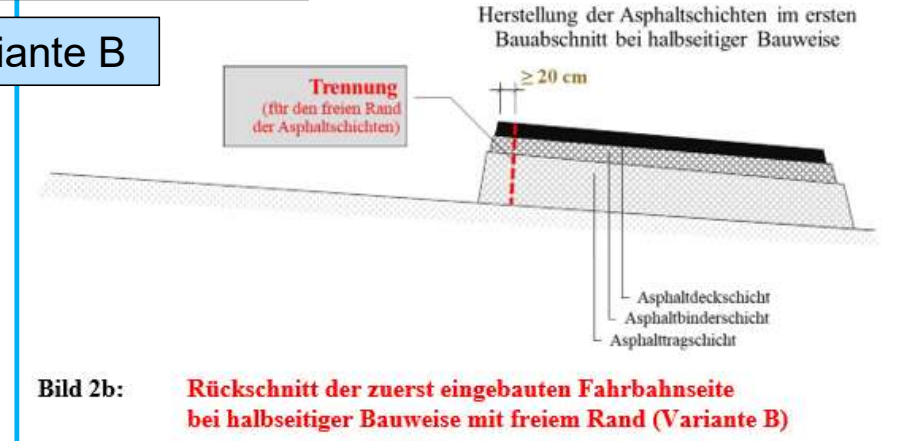 Herstellung der Asphaltschichten im ersten
Bauabschnitt bei halbseitiger Bauweise
iante B
Trennung
(für den freien Rand
der Asphaltschichten)
≥ 20 cm
Asphaltdeckschicht
Asphaltbinderschicht
Asphalttragschicht
Bild 2b: Rückschnitt der zuerst eingebauten Fahrbahnseite
bei halbseitiger Bauweise mit freiem Rand (Variante B)